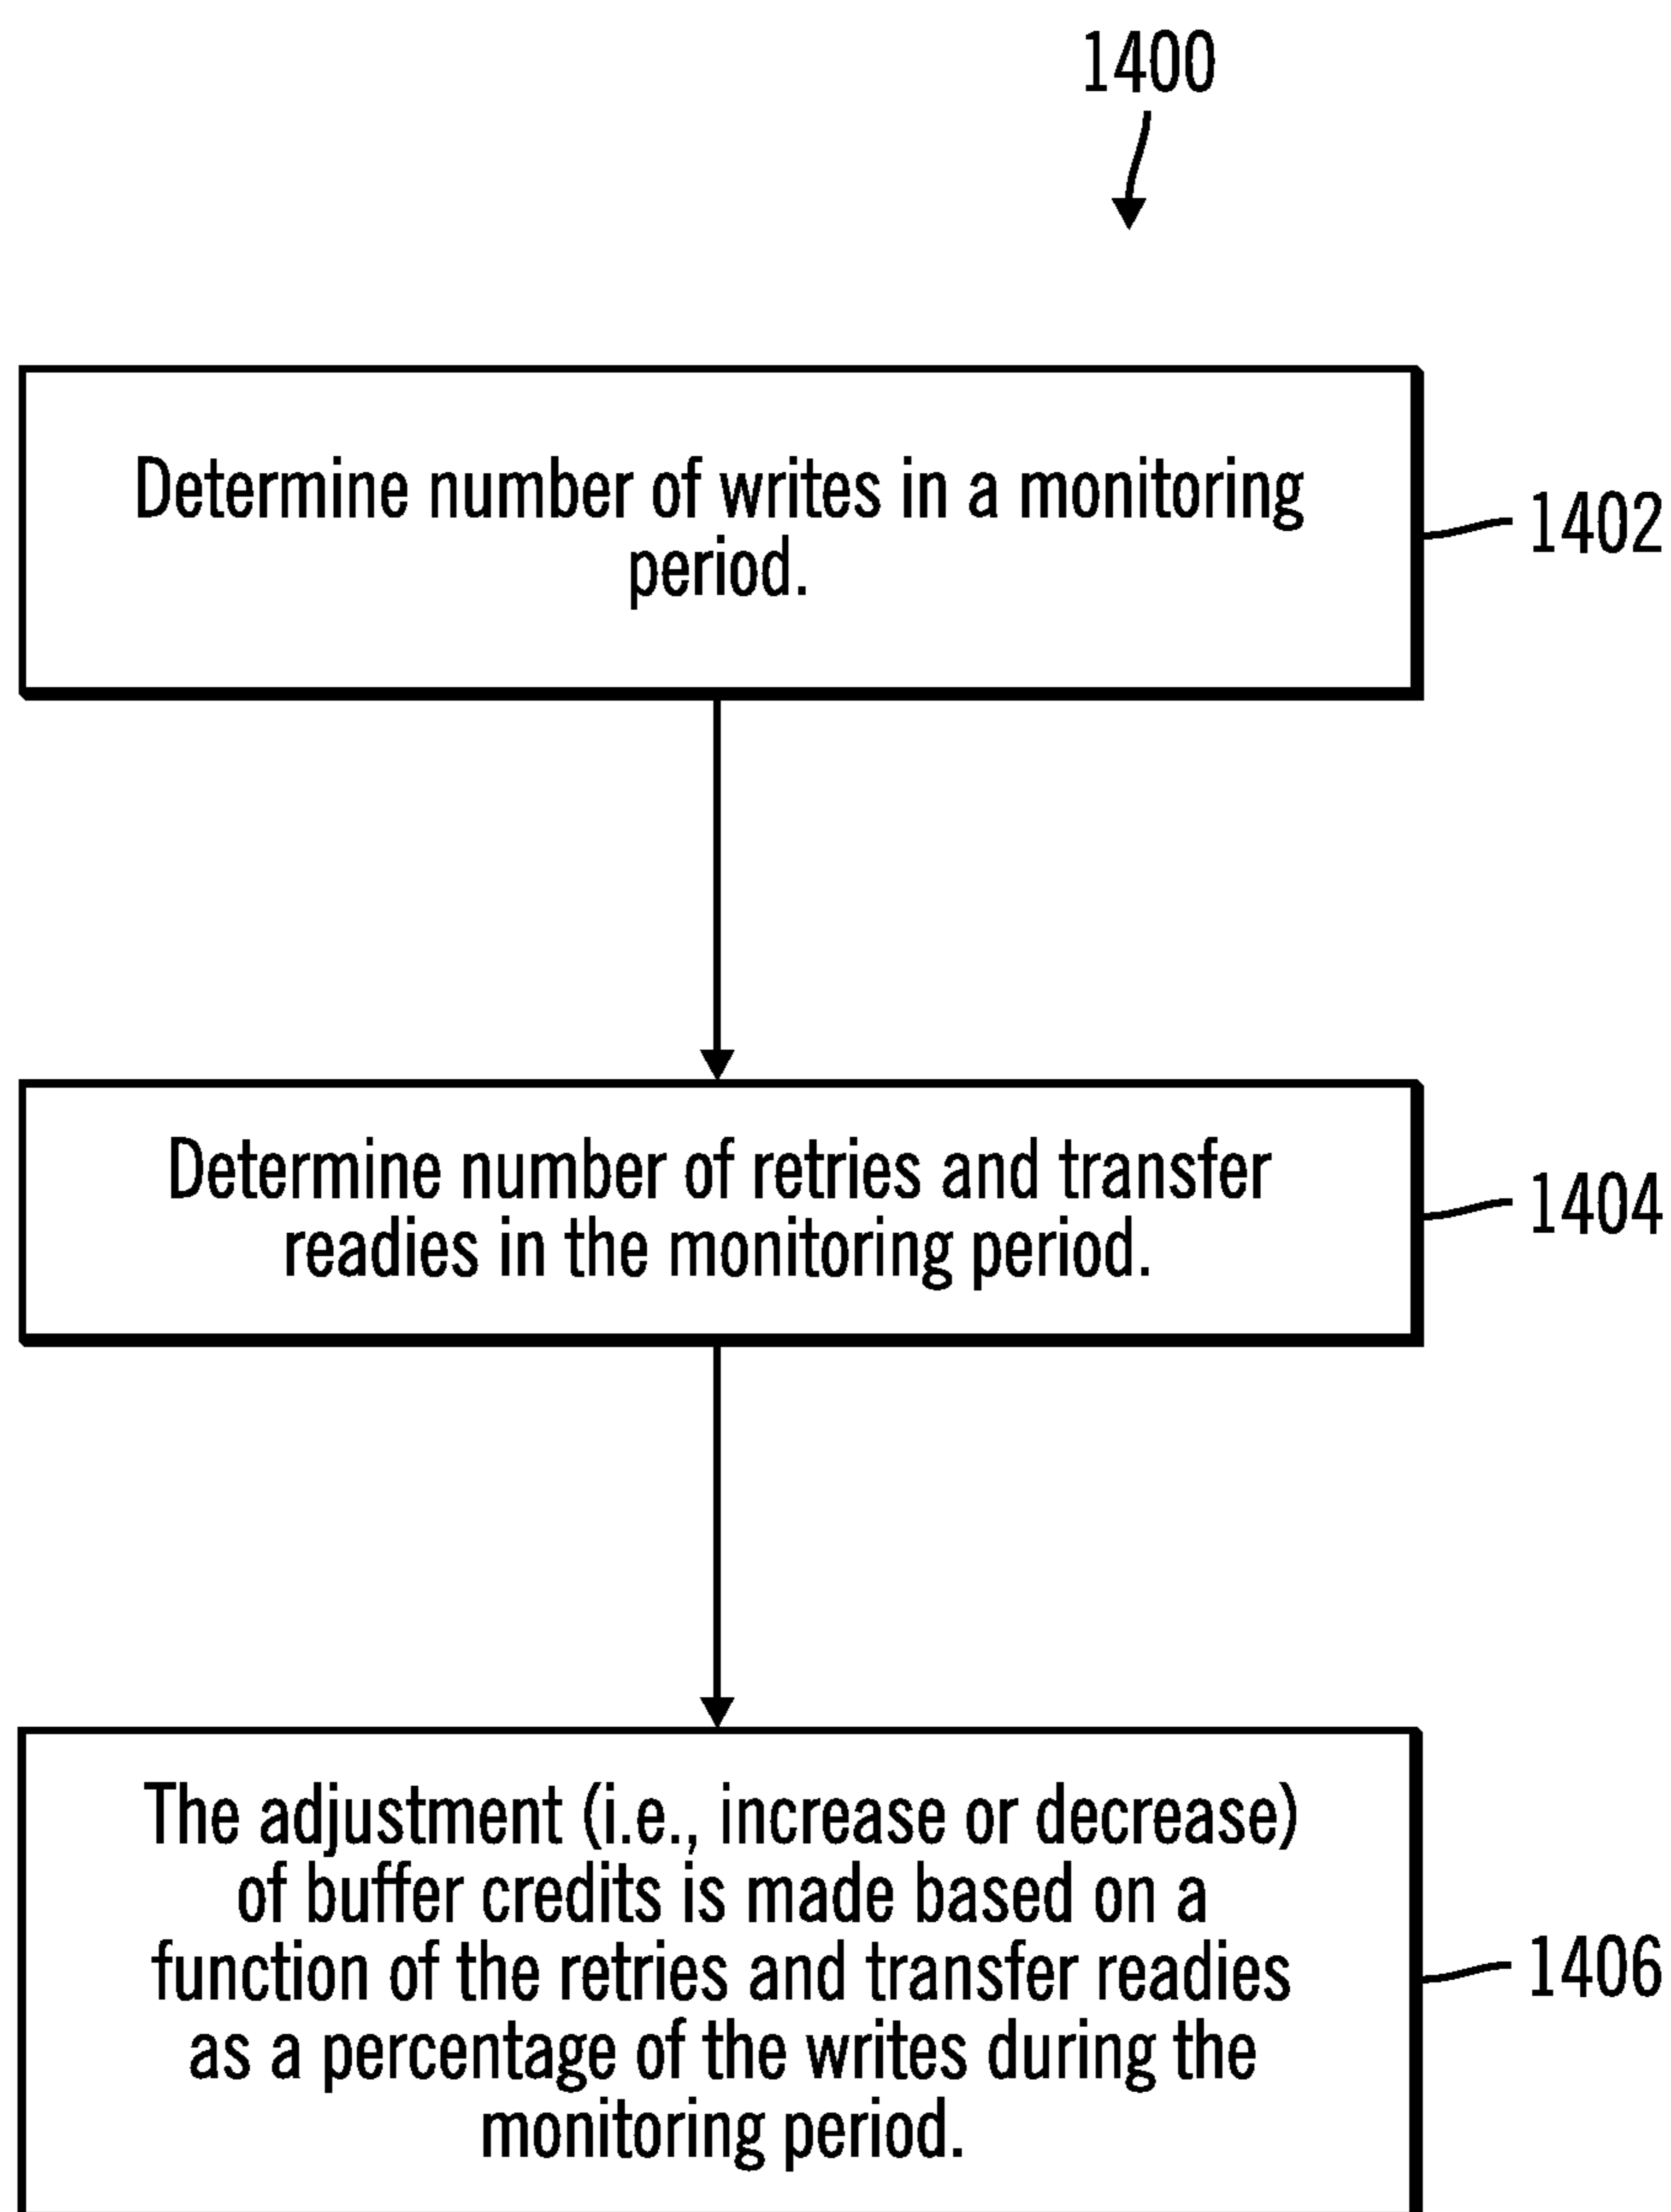 1400
Determine number of writes in a monitoring
period.
1402
Determine number of retries and transfer
readies in the monitoring period.
1404
The adjustment (i.e., increase or decrease)
of buffer credits is made based on a
function of the retries and transfer readies
as a percentage of the writes during the
monitoring period.
1406